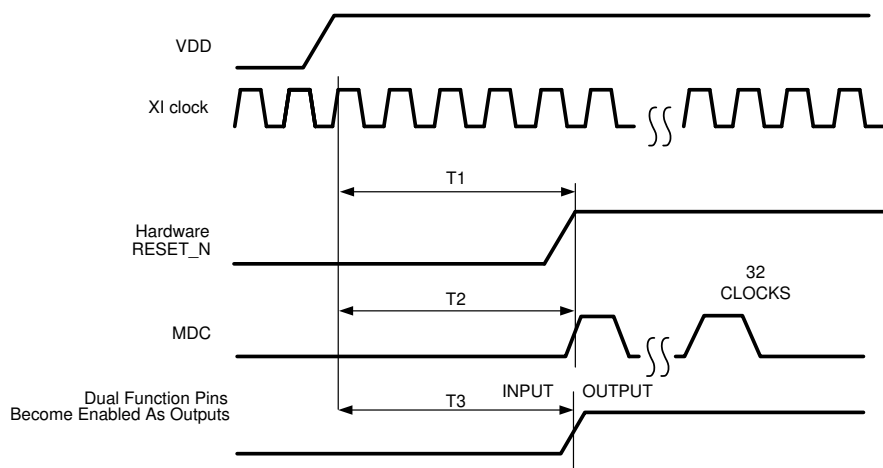 VDD
XI clock
T1
Hardware
RESET_N
32
CLOCKS
T2
MDC
Dual Function Pins
Become Enabled As Outputs
T3
INPUT
OUTPUT